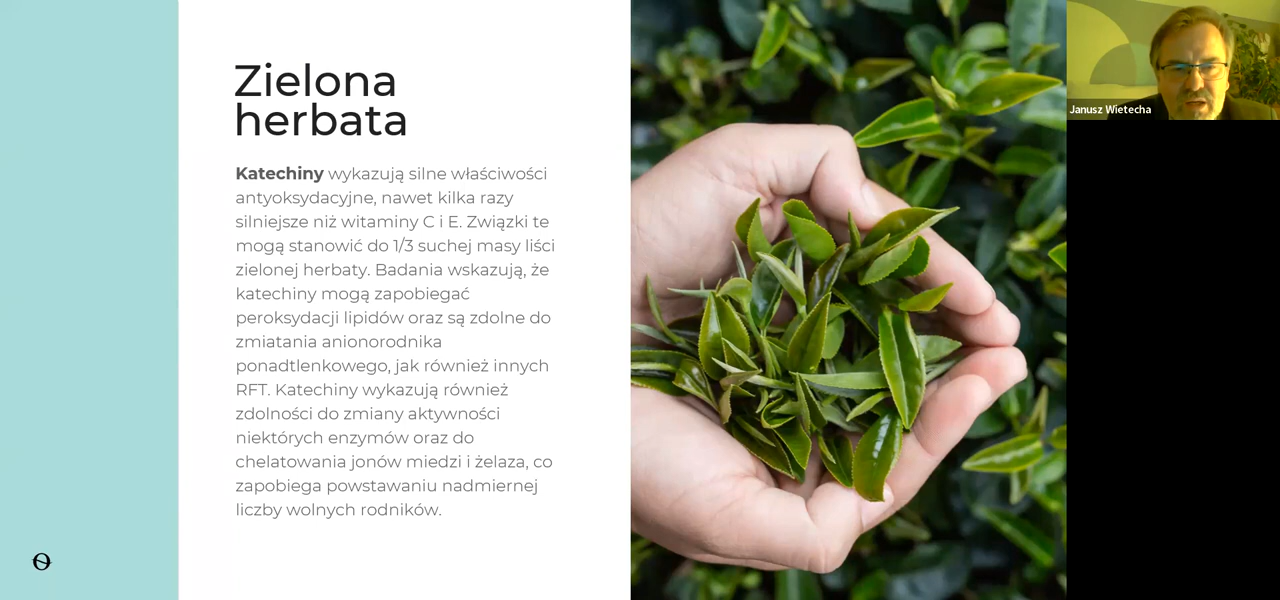 Zielona
herbata
Katechiny wykazują silne właściwości
antyoksydacyjne, nawet kilka razy
silniejsze niż witaminy C i E. Związki te
mogą stanowić do 1/3 suchej masy liści
zielonej herbaty. Badania wskazują, że
katechiny mogą zapobiegać
peroksydacji lipidów oraz są zdolne do
zmiatania anionorodnika
ponadtlenkowego, jak również innych
RFT. Katechiny wykazują również
zdolności do zmiany aktywności
niektórych enzymów oraz do
chelatowania jonów miedzi i żelaza, co
zapobiega powstawaniu nadmiernej
liczby wolnych rodników.
Janusz Wietecha